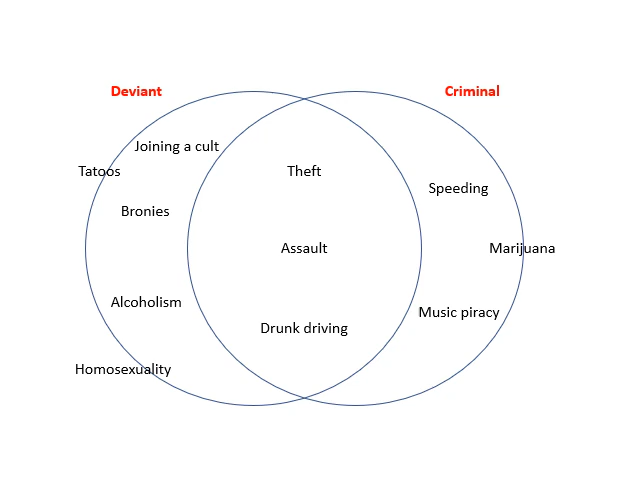 Deviant
Criminal
Joining a cult
Tatoos
Theft
Speeding
Bronies
Assault
Marijuana
Alcoholism
Music piracy
Drunk driving
Homosexuality